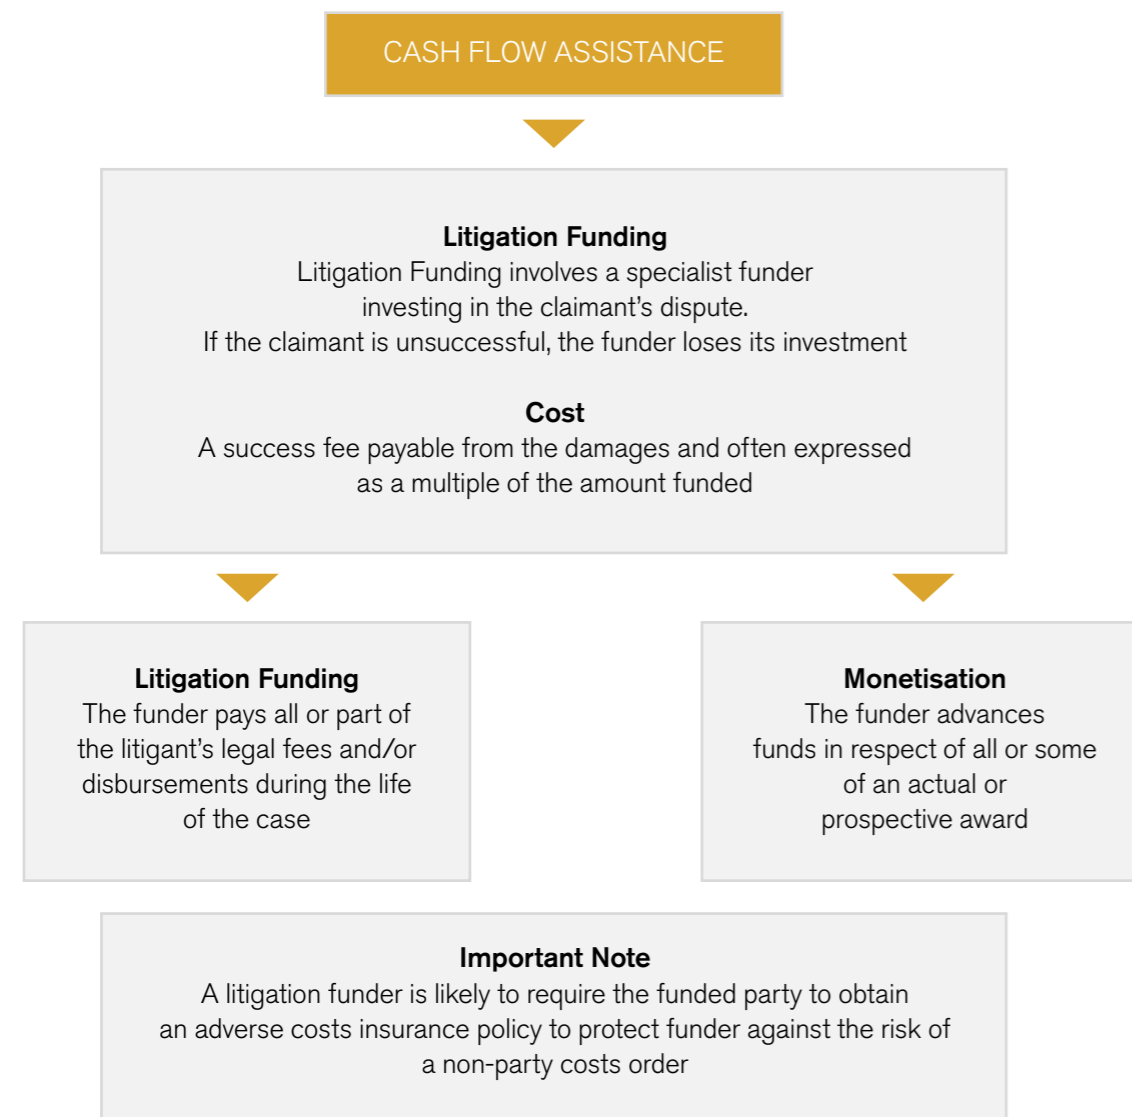 CASH FLOW ASSISTANCE
Litigation Funding
Litigation Funding involves a specialist funder
investing in the claimant’s dispute.
If the claimant is unsuccessful, the funder loses its investment
Cost
A success fee payable from the damages and often expressed
as a multiple of the amount funded
Litigation Funding
The funder pays all or part of
the litigant’s legal fees and/or
disbursements during the life
of the case
Monetisation
The funder advances
funds in respect of all or some
of an actual or
prospective award
Important Note
A litigation funder is likely to require the funded party to obtain
an adverse costs insurance policy to protect funder against the risk of
a non-party costs order